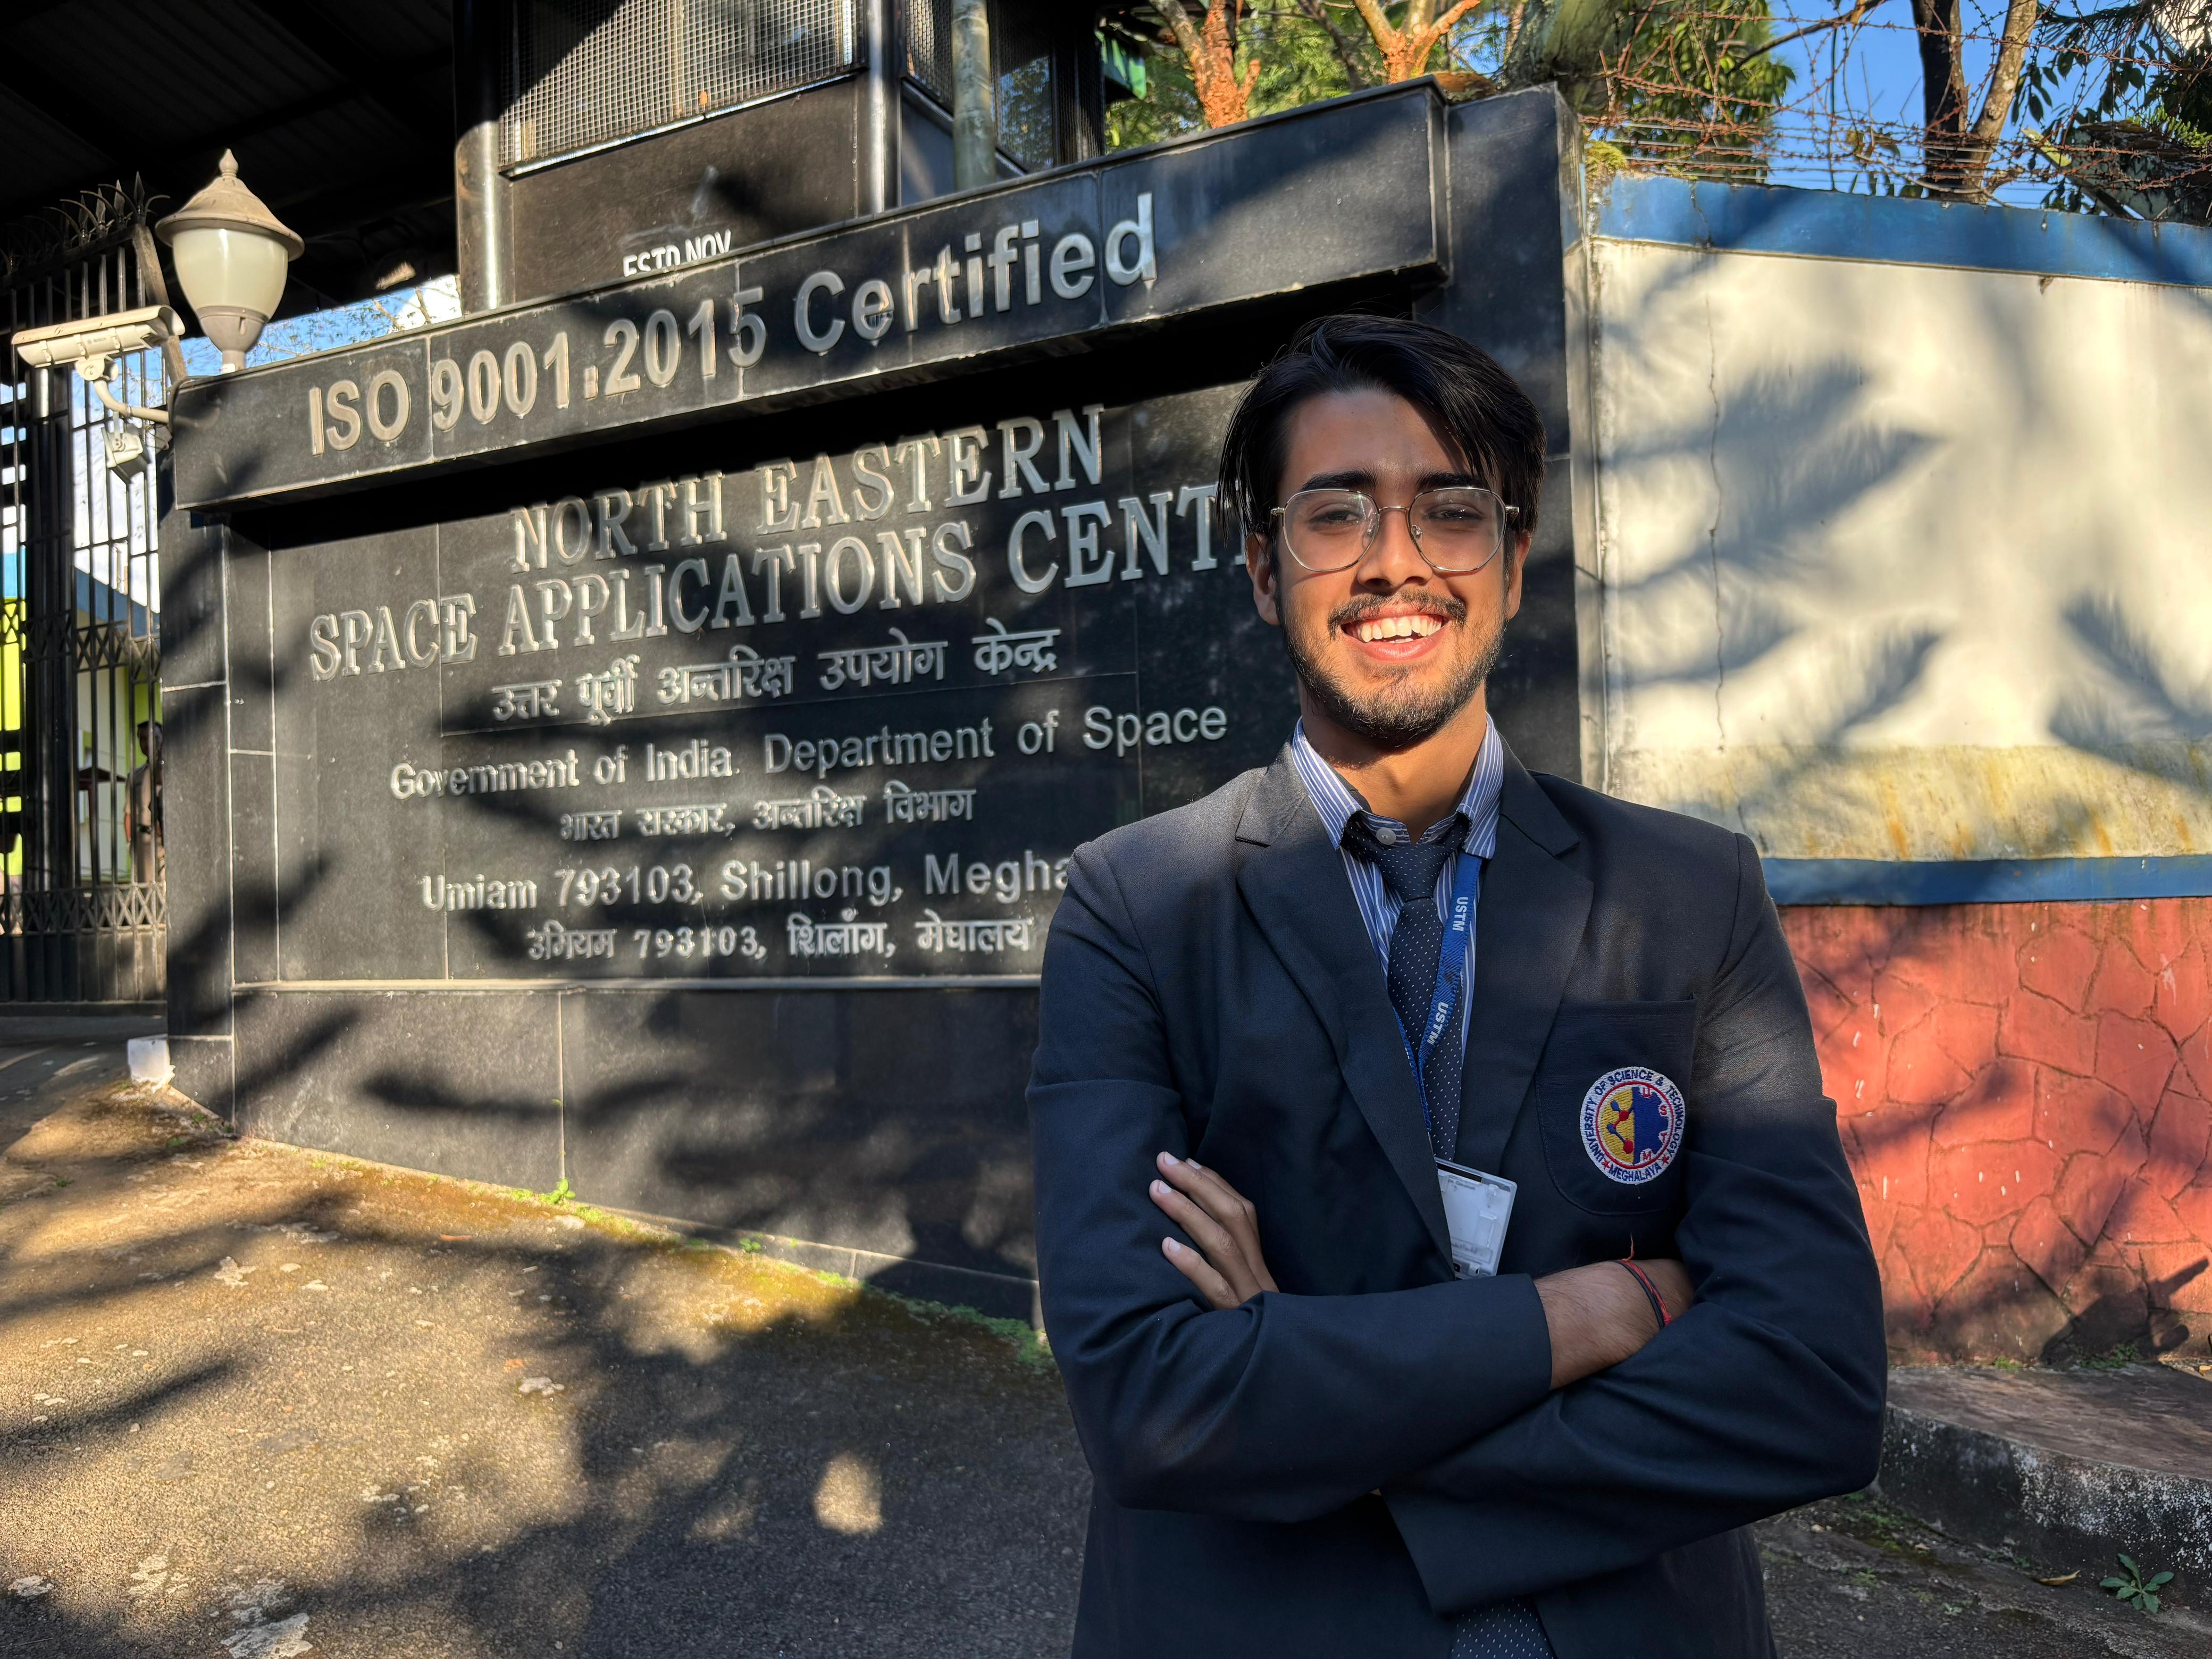 ESTD NOV
ISO 9001:2015 Certified
NORTH EASTERN
SPACE APPLICATIONS CENT
उत्तर पूर्वी अन्तरिक्ष उपयोग केन्द्र
Government of India. Department of Space
भारत सरकार, अन्तरिक्ष विभाग
Umiam 793103, Shillong, Megha
उमियम 793103, शिलाँग, मेघालय
USTM
USTM
UNIVERSITY OF SCIENCE & TECHNOLOGY
MEGHALAYA
U
S
T
M